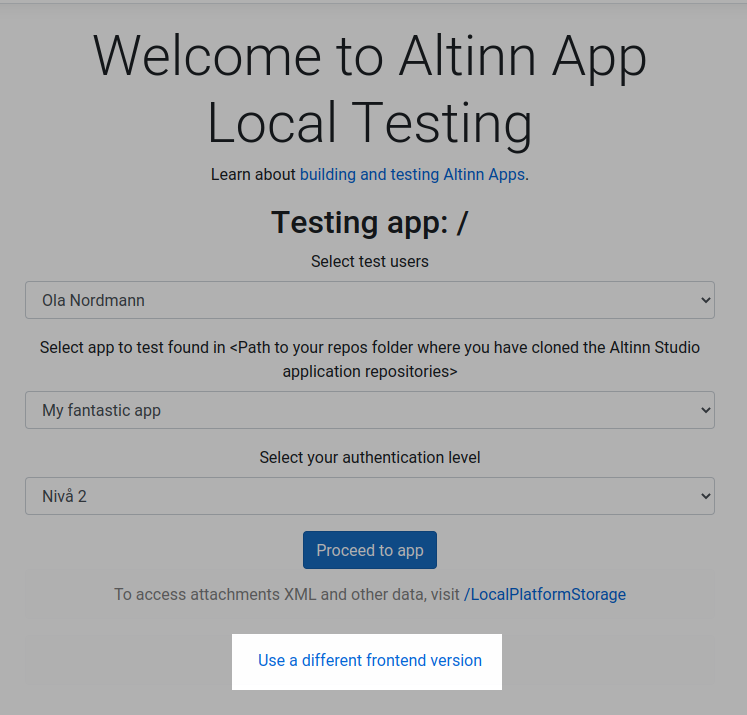 Welcome to Altinn App
Local Testing
Learn about building and testing Altinn Apps.
Testing app: /
Select test users
Ola Nordmann
Select app to test found in <Path to your repos folder where you have cloned the Altinn Studio
application repositories>
My fantastic app
Select your authentication level
Nivå 2
Proceed to app
To access attachments XML and other data, visit /LocalPlatformStorage
Use a different frontend version